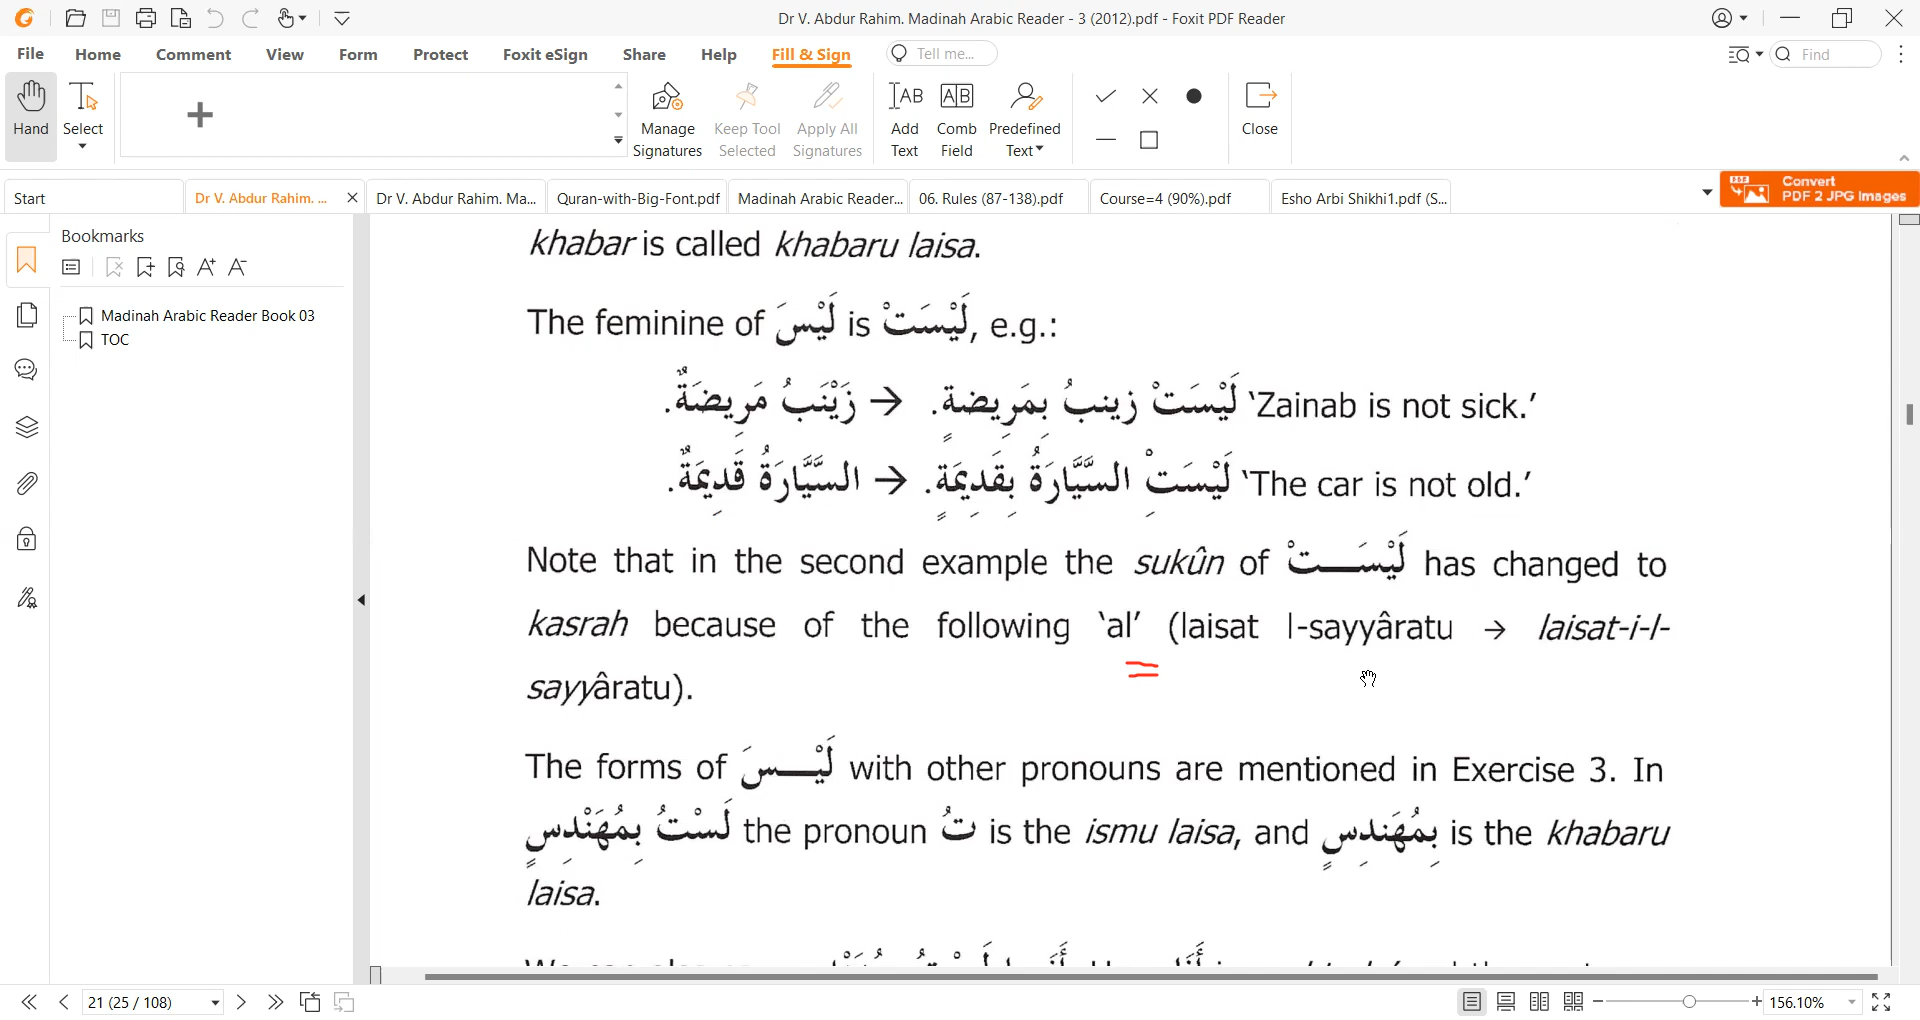 Dr V. Abdur Rahim. Madinah Arabic Reader - 3 (2012).pdf - Foxit PDF Reader
File Home Comment View Form Protect Foxit eSign Share Help Fill & Sign Tell me... Find
Hand Select Manage Signatures Keep Tool Selected Apply All Signatures Add Text Comb Field Predefined Text Close
Start Dr V. Abdur Rahim. ... Dr V. Abdur Rahim. Ma... Quran-with-Big-Font.pdf Madinah Arabic Reader... 06. Rules (87-138).pdf Course=4 (90%).pdf Esho Arbi Shikhi1.pdf (S... Convert PDF 2 JPG Images
Bookmarks
Madinah Arabic Reader Book 03
TOC
khabar is called khabaru laisa.
The feminine of لَيْسَ is لَيْسَتْ, e.g.:
زَيْنَبُ مَرِيضَةٌ. → لَيْسَتْ زينبُ بِمَرِيضةٍ. ‘Zainab is not sick.’
السَّيَّارَةُ قَدِيمَةٌ. → لَيْسَتِْ السَّيَّارَةُ بِقَدِيمَةٍ. ‘The car is not old.’
Note that in the second example the sukûn of لَيْسَـــتْ has changed to
kasrah because of the following ‘al’ (laisat l-sayyâratu → laisat-i-l-
sayyâratu).
The forms of لَيْـــسَ with other pronouns are mentioned in Exercise 3. In
لَسْتُ بِمُهَنْدِسٍ the pronoun تُ is the ismu laisa, and بِمُهَندِسٍ is the khabaru
laisa.
21 (25 / 108) 156.10%